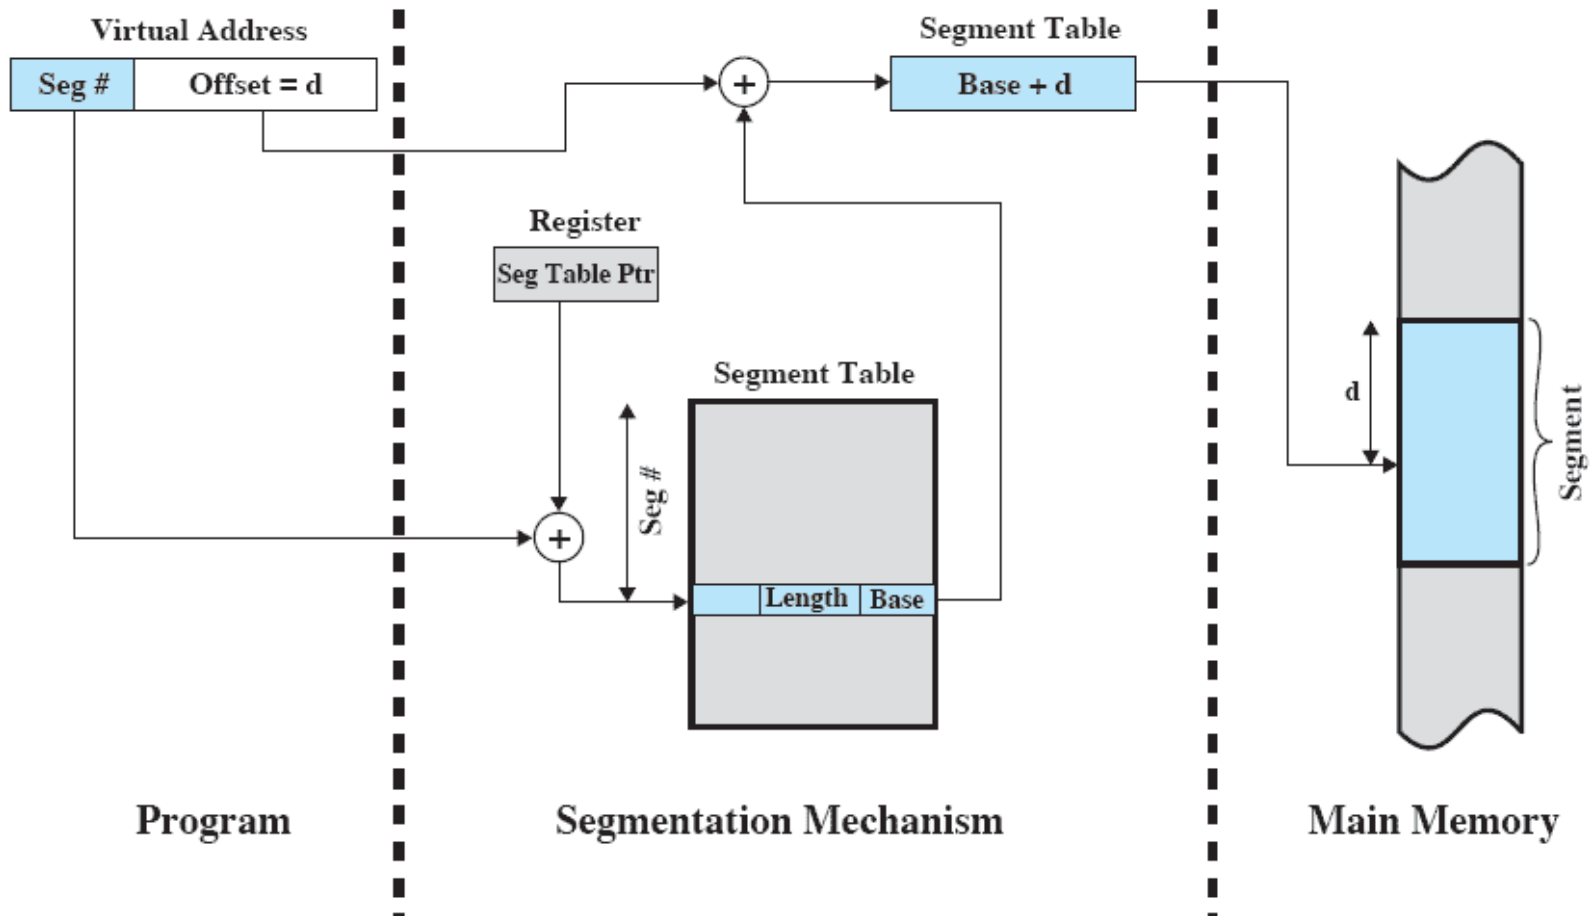 Virtual Address
Seg #
Offset = d
+
Segment Table
Base + d
Register
Seg Table Ptr
Segment Table
Seg #
+
Length
Base
d
Segment
Program
Segmentation Mechanism
Main Memory